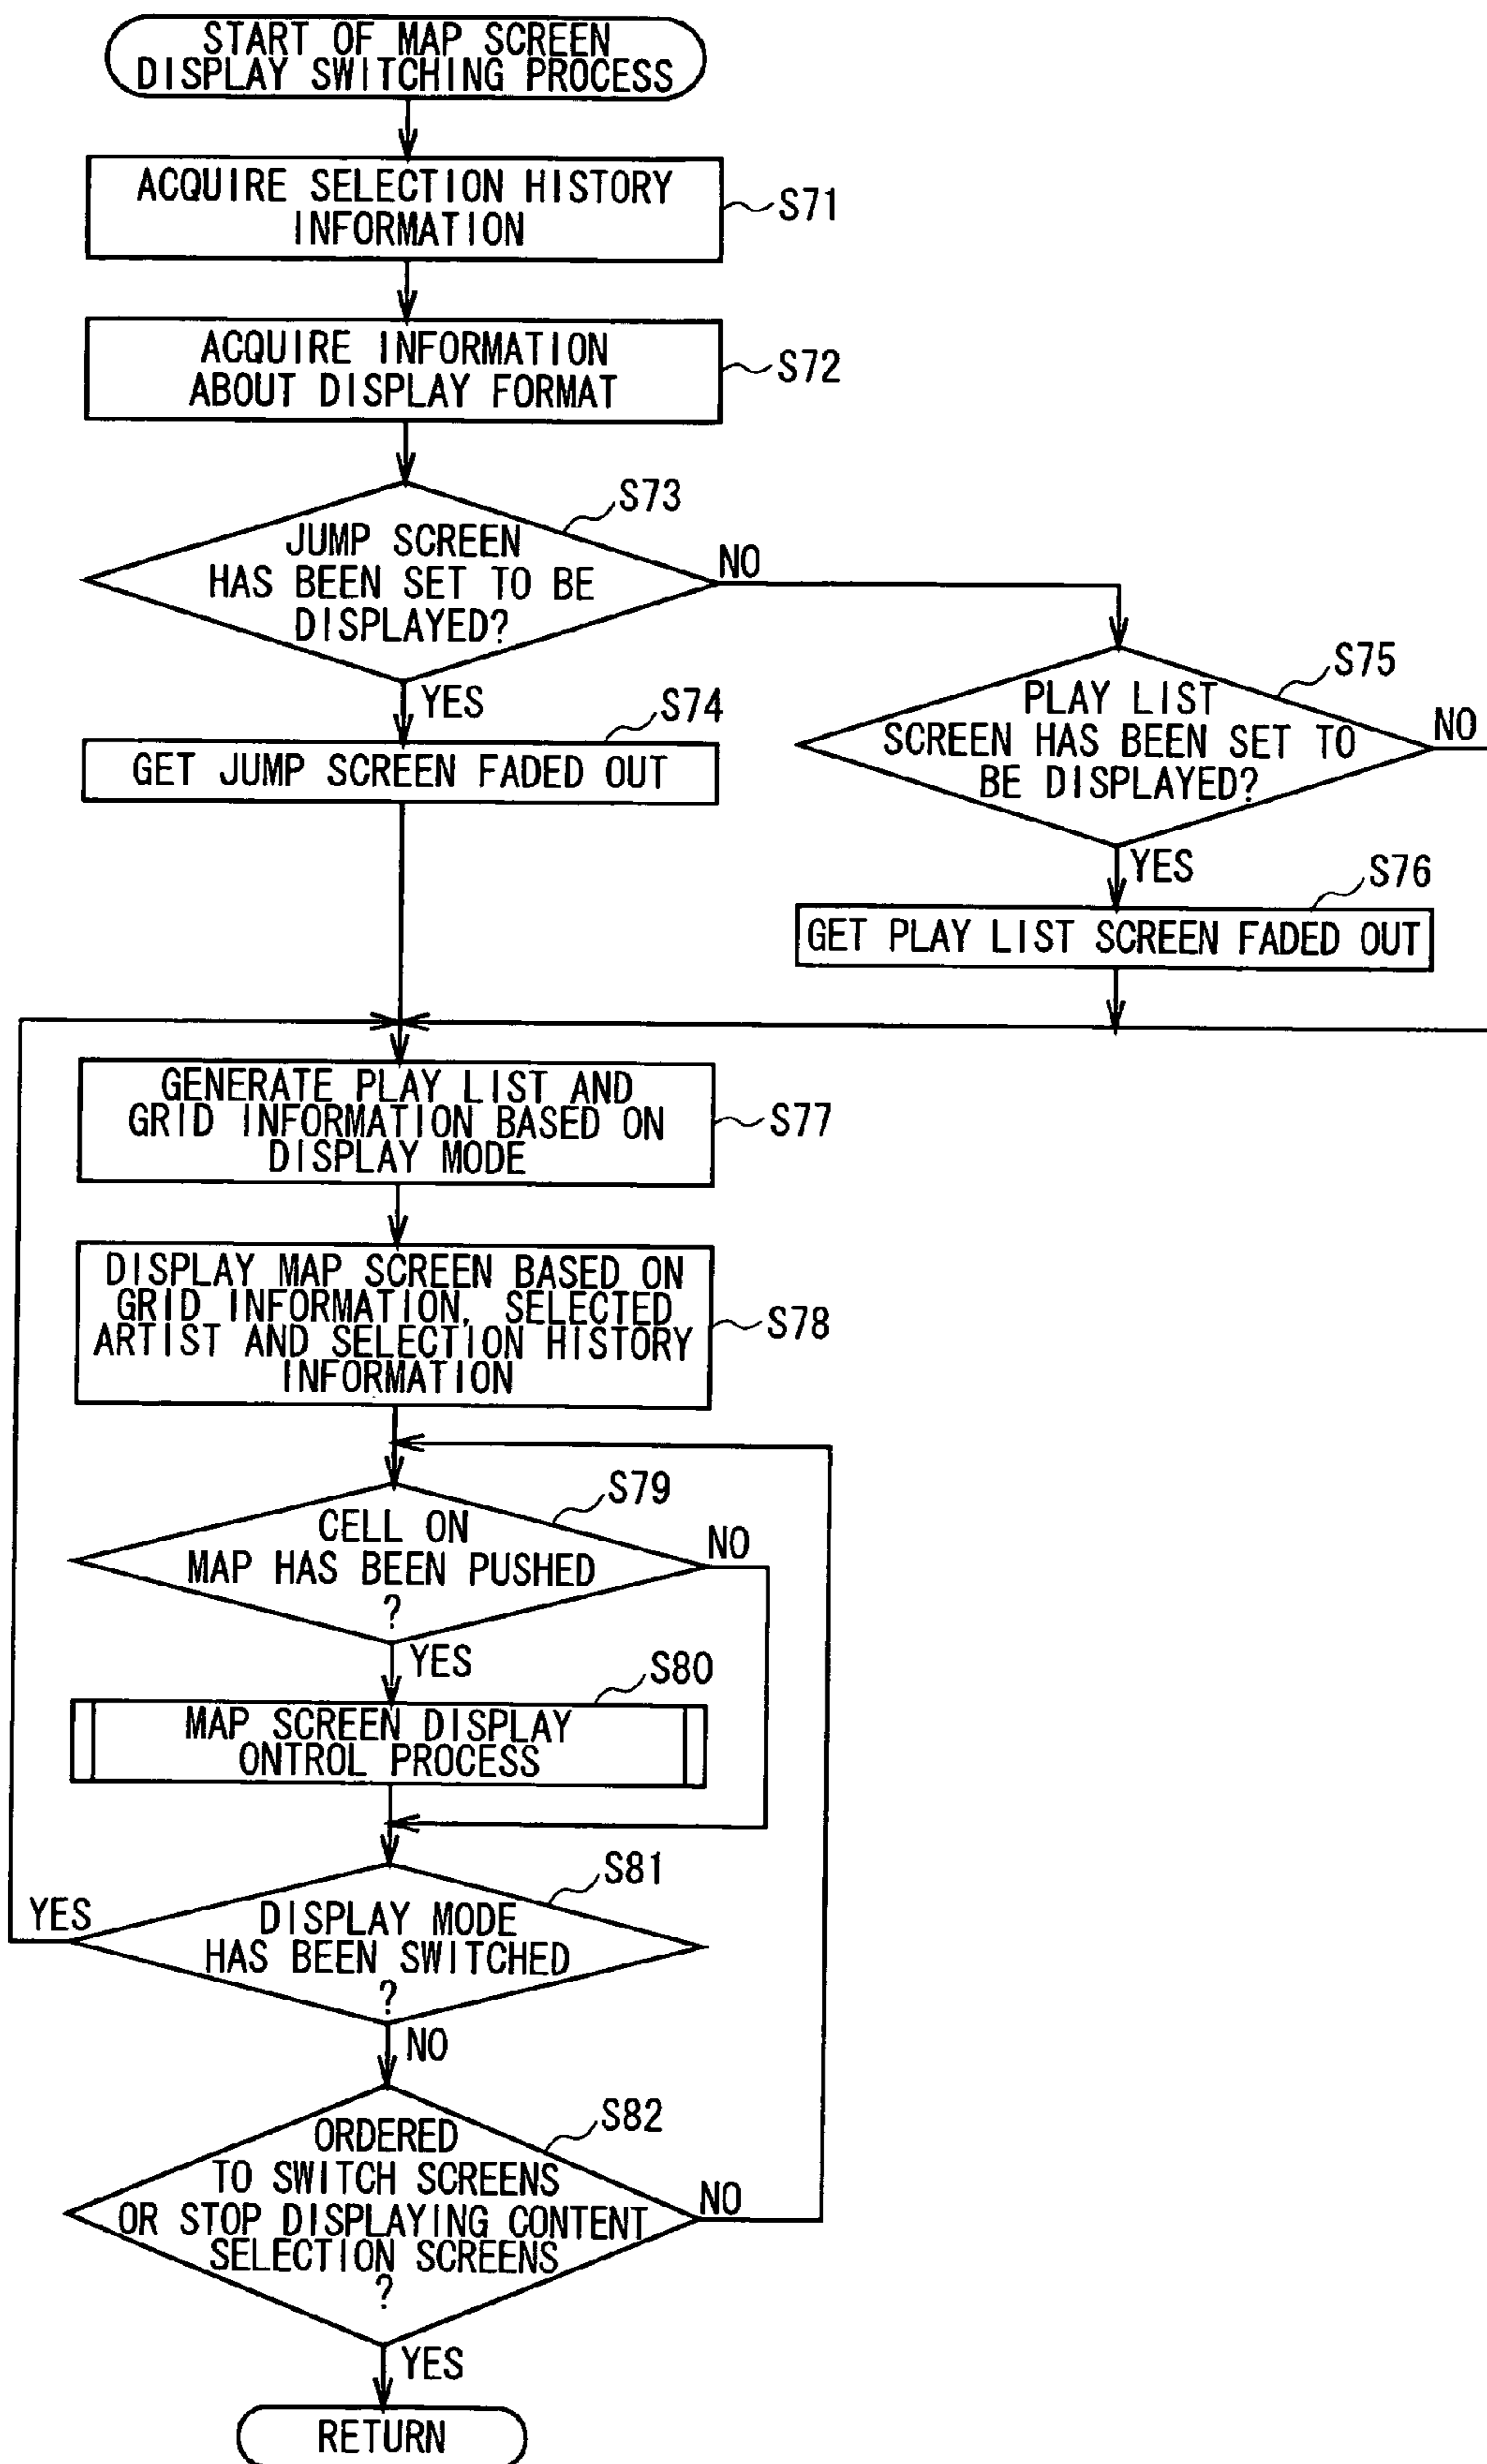 START OF MAP SCREEN
DISPLAY SWITCHING PROCESS
ACQUIRE SELECTION HISTORY
INFORMATION
S71
ACQUIRE INFORMATION
ABOUT DISPLAY FORMAT
S72
S73
JUMP SCREEN
HAS BEEN SET TO BE
DISPLAYED?
NO
YES
S74
GET JUMP SCREEN FADED OUT
S75
PLAY LIST
SCREEN HAS BEEN SET TO
BE DISPLAYED?
NO
YES
S76
GET PLAY LIST SCREEN FADED OUT
GENERATE PLAY LIST AND
GRID INFORMATION BASED ON
DISPLAY MODE
S77
DISPLAY MAP SCREEN BASED ON
GRID INFORMATION, SELECTED
ARTIST AND SELECTION HISTORY
INFORMATION
S78
S79
CELL ON
MAP HAS BEEN PUSHED
?
NO
YES
S80
MAP SCREEN DISPLAY
ONTROL PROCESS
S81
YES
DISPLAY MODE
HAS BEEN SWITCHED
?
NO
S82
ORDERED
TO SWITCH SCREENS
OR STOP DISPLAYING CONTENT
SELECTION SCREENS
?
NO
YES
RETURN